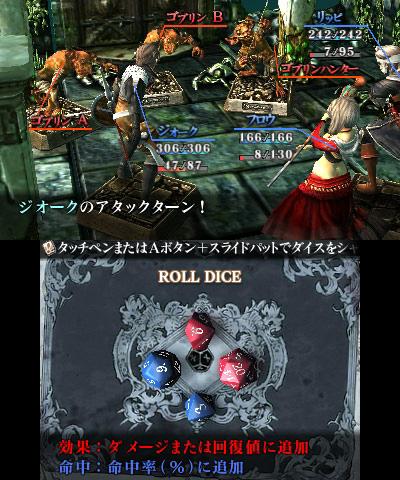 ゴブリン B
リッピ
242/242
7/95
ゴブリンハンター
ゴブリン A
ジオーク
306/306
47/87
フロウ
166/166
8/130
ジオークのアタックターン！
タッチペンまたはAボタン＋スライドパットでダイスをシャ
ROLL DICE
効果：ダメージまたは回復値に追加
命中：命中率(％)に追加